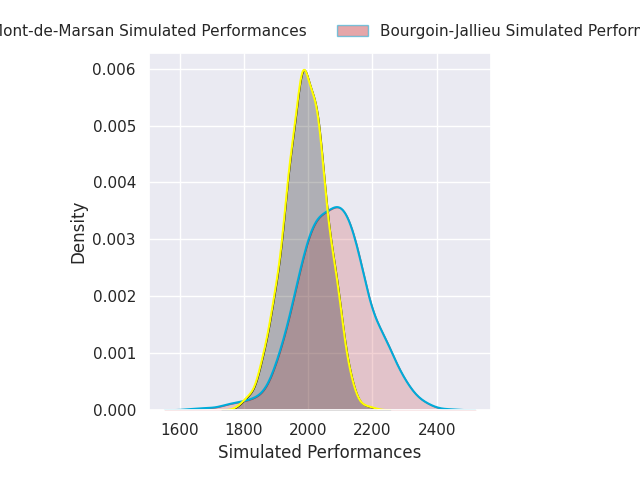 Mont-de-Marsan Simulated Performances Bourgoin-Jallieu Simulated
0.006
0.005
0.004
0.003
0.002
0.001
0.000
Density
1600 1800 2000 2200 2400
Simulated Performances